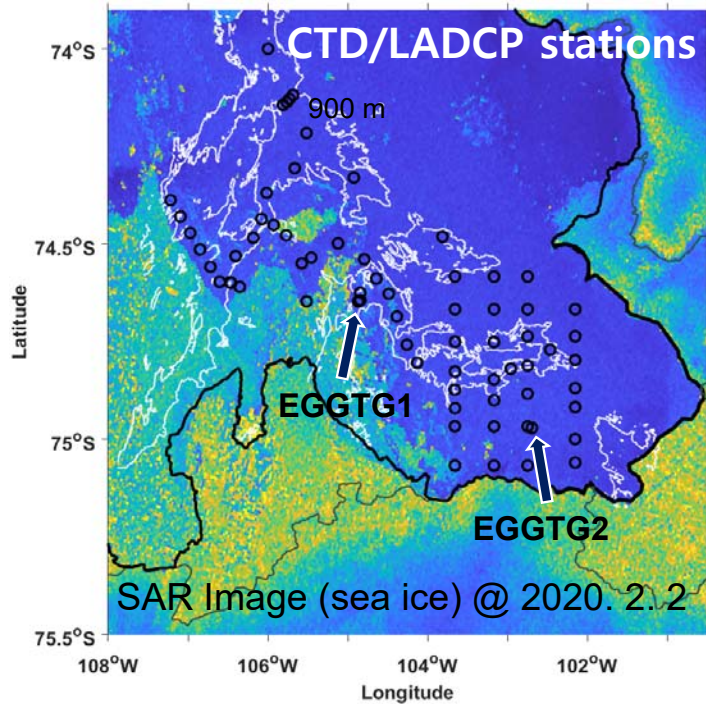 CTD/LADCP stations
900 m
EGGTG1
EGGTG2
SAR Image (sea ice) @ 2020. 2. 2
74°S
74.5°S
75°S
75.5°S
Latitude
108°W
106°W
104°W
102°W
Longitude